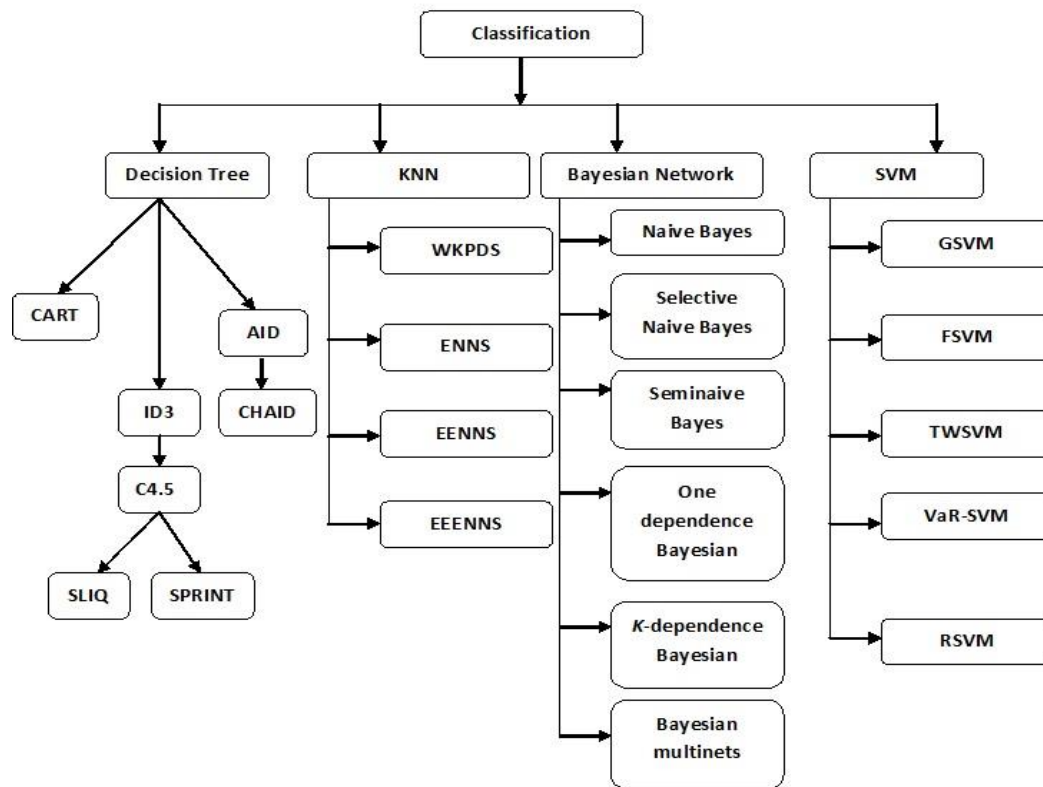 Classification
Decision Tree
KNN
Bayesian Network
SVM
CART
ID3
AID
CHAID
C4.5
SLIQ
SPRINT
WKPDS
ENNS
EENNS
EEENNS
Naive Bayes
Selective
Naive Bayes
Seminaive
Bayes
One
dependence
Bayesian
K-dependence
Bayesian
Bayesian
multinets
GSVM
FSVM
TWSVM
VaR-SVM
RSVM